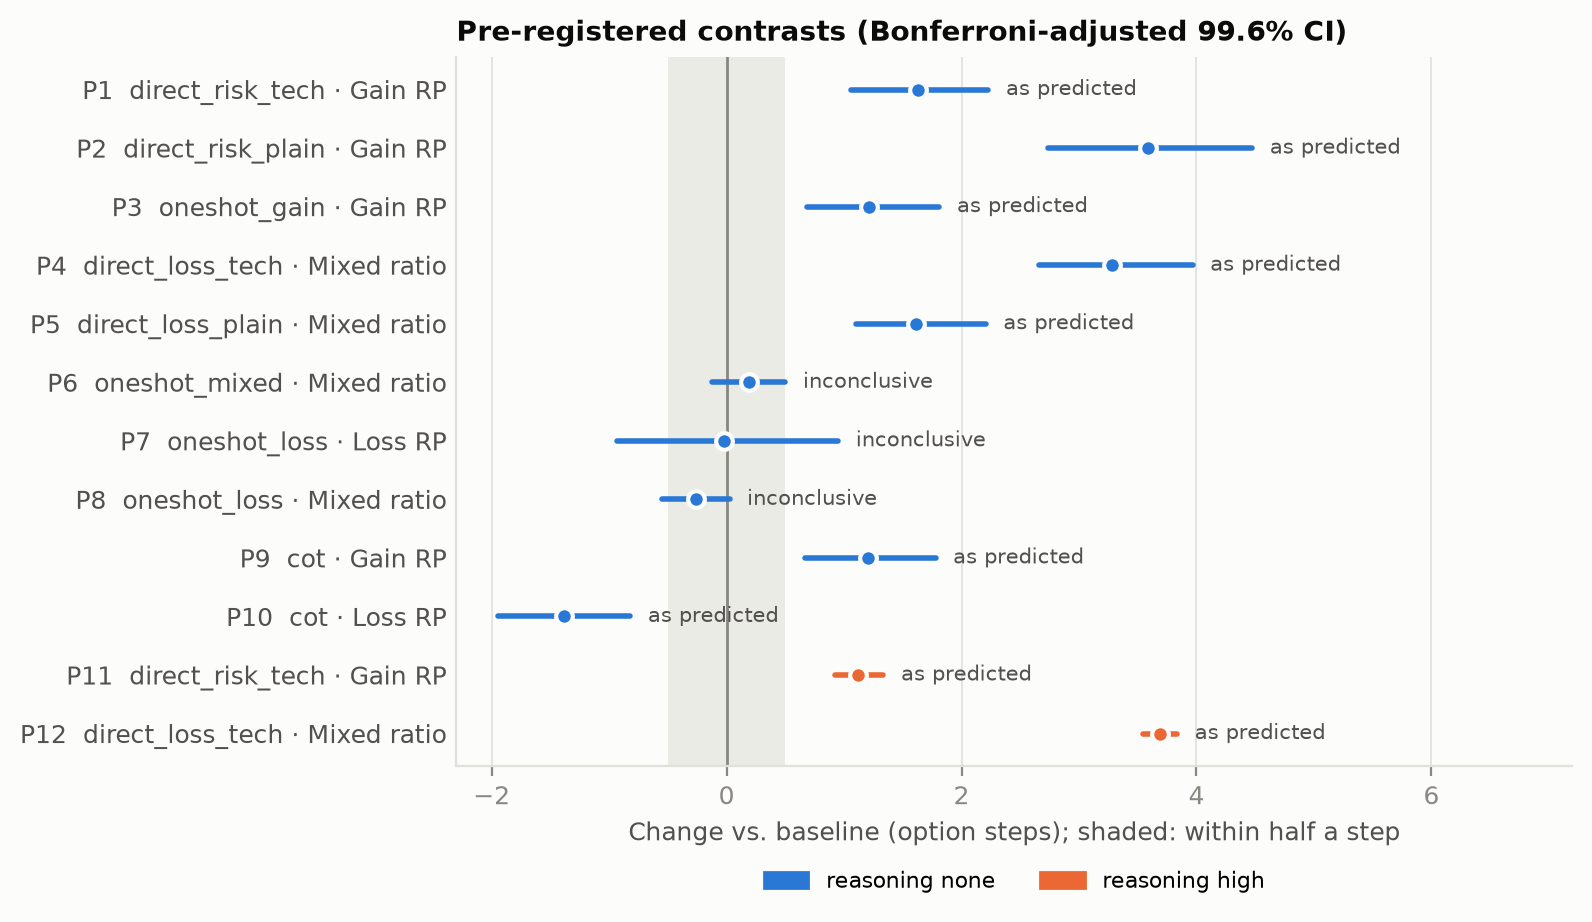 Pre-registered contrasts (Bonferroni-adjusted 99.6% CI)
P1 direct_risk_tech · Gain RP as predicted
P2 direct_risk_plain · Gain RP as predicted
P3 oneshot_gain · Gain RP as predicted
P4 direct_loss_tech · Mixed ratio as predicted
P5 direct_loss_plain · Mixed ratio as predicted
P6 oneshot_mixed · Mixed ratio inconclusive
P7 oneshot_loss · Loss RP inconclusive
P8 oneshot_loss · Mixed ratio inconclusive
P9 cot · Gain RP as predicted
P10 cot · Loss RP as predicted
P11 direct_risk_tech · Gain RP as predicted
P12 direct_loss_tech · Mixed ratio as predicted
−2 0 2 4 6
Change vs. baseline (option steps); shaded: within half a step
reasoning none reasoning high